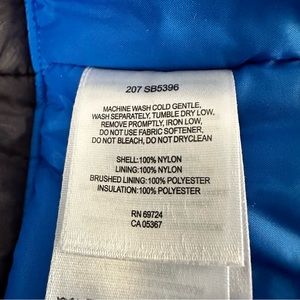 207 SB5396
MACHINE WASH COLD GENTLE,
WASH SEPARATELY, TUMBLE DRY LOW,
REMOVE PROMPTLY, IRON LOW,
DO NOT USE FABRIC SOFTENER,
DO NOT BLEACH, DO NOT DRYCLEAN
SHELL:100% NYLON
LINING:100% NYLON
BRUSHED LINING:100% POLYESTER
INSULATION:100% POLYESTER
RN 69724
CA 05367